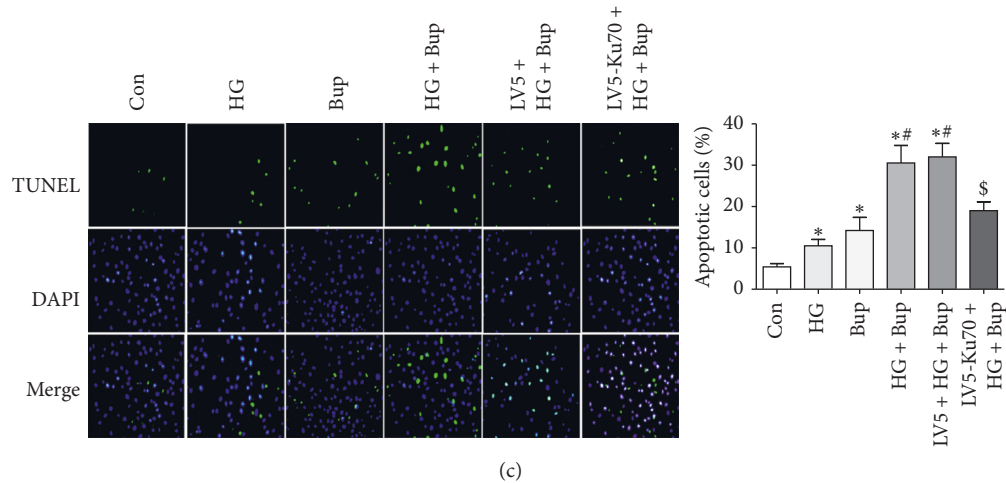 Con
HG
Bup
HG + Bup
LV5 +
HG + Bup
LV5-Ku70 +
HG + Bup
TUNEL
DAPI
Merge
Apoptotic cells (%)
40
30
20
10
0
*
*
*#
*#
$
Con
HG
Bup
HG + Bup
LV5 + HG + Bup
LV5-Ku70 +
HG + Bup
(c)